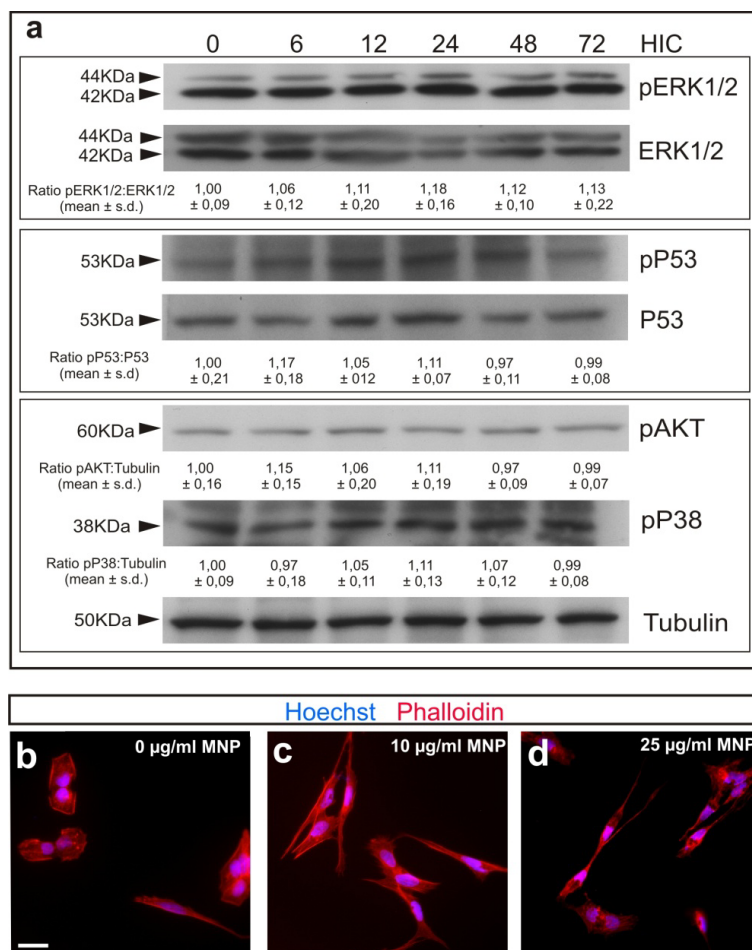 a
0 6 12 24 48 72 HIC
44KDa
42KDa
pERK1/2
44KDa
42KDa
ERK1/2
Ratio pERK1/2:ERK1/2 1,00 1,06 1,11 1,18 1,12 1,13
(mean ± s.d.) ± 0,09 ± 0,12 ± 0,20 ± 0,16 ± 0,10 ± 0,22
53KDa pP53
53KDa P53
Ratio pP53:P53 1,00 1,17 1,05 1,11 0,97 0,99
(mean ± s.d) ± 0,21 ± 0,18 ± 012 ± 0,07 ± 0,11 ± 0,08
60KDa pAKT
Ratio pAKT:Tubulin 1,00 1,15 1,06 1,11 0,97 0,99
(mean ± s.d.) ± 0,16 ± 0,15 ± 0,20 ± 0,19 ± 0,09 ± 0,07
38KDa pP38
Ratio pP38:Tubulin 1,00 0,97 1,05 1,11 1,07 0,99
(mean ± s.d.) ± 0,09 ± 0,18 ± 0,11 ± 0,13 ± 0,12 ± 0,08
50KDa Tubulin
Hoechst Phalloidin
b 0 µg/ml MNP
c 10 µg/ml MNP
d 25 µg/ml MNP